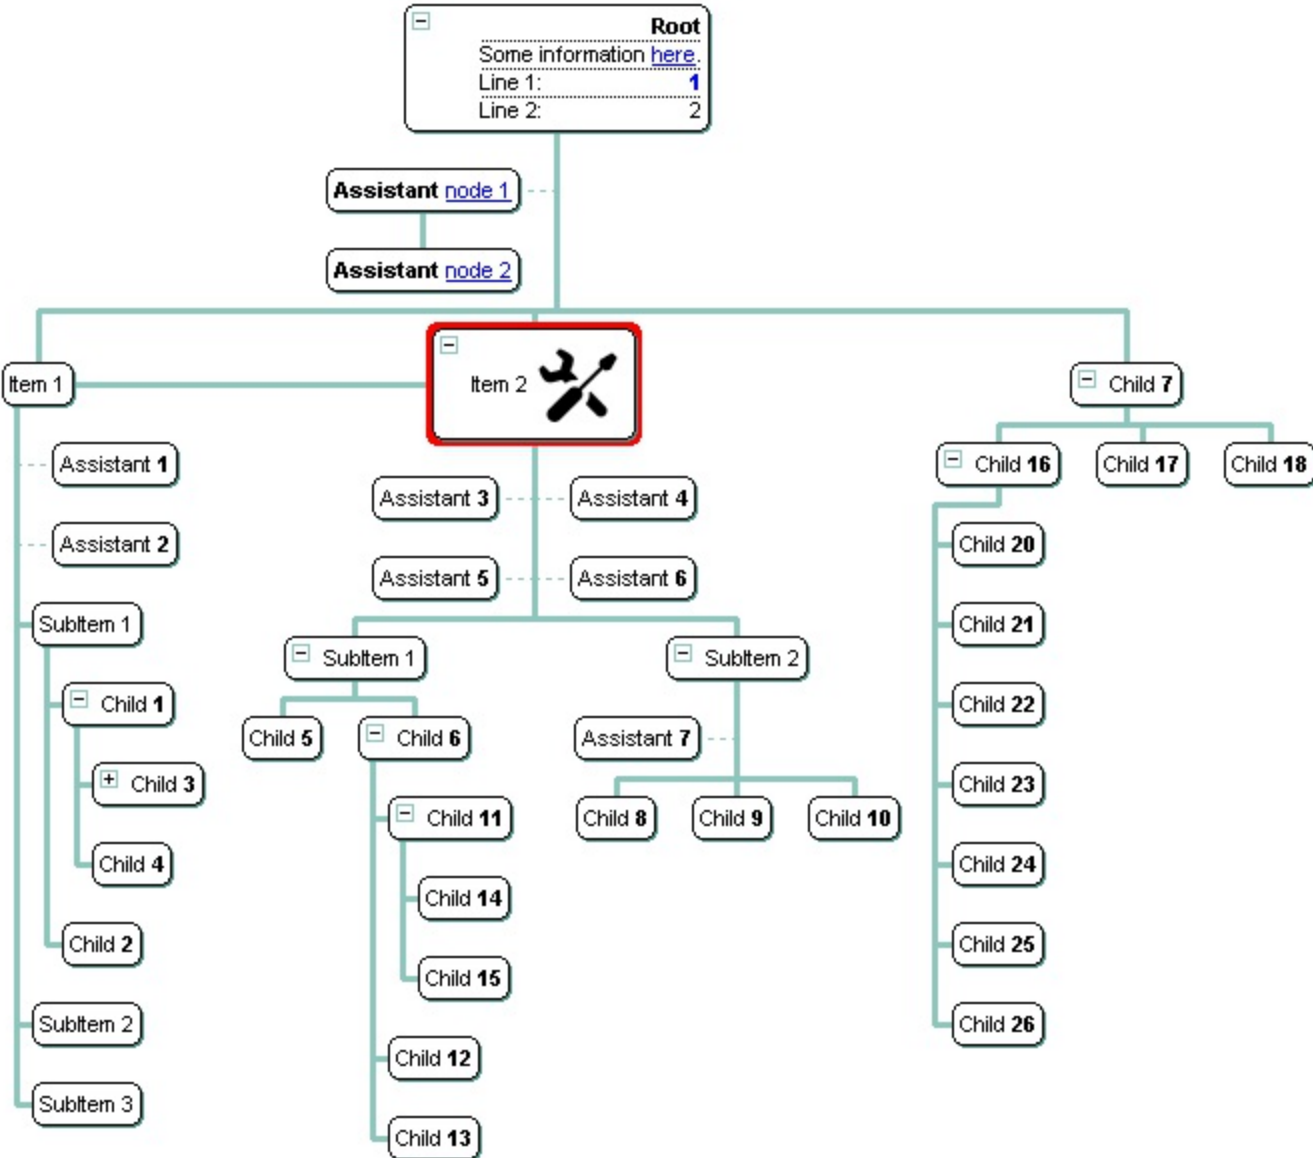 Root
Some information here.
Line 1: 1
Line 2: 2
Assistant node 1
Assistant node 2
Item 1
Item 2
Child 7
Assistant 1
Assistant 2
SubItem 1
Child 1
Child 3
Child 4
Child 2
SubItem 2
SubItem 3
Assistant 3
Assistant 4
Assistant 5
Assistant 6
SubItem 1
SubItem 2
Child 5
Child 6
Child 11
Child 14
Child 15
Child 12
Child 13
Assistant 7
Child 8
Child 9
Child 10
Child 16
Child 17
Child 18
Child 20
Child 21
Child 22
Child 23
Child 24
Child 25
Child 26